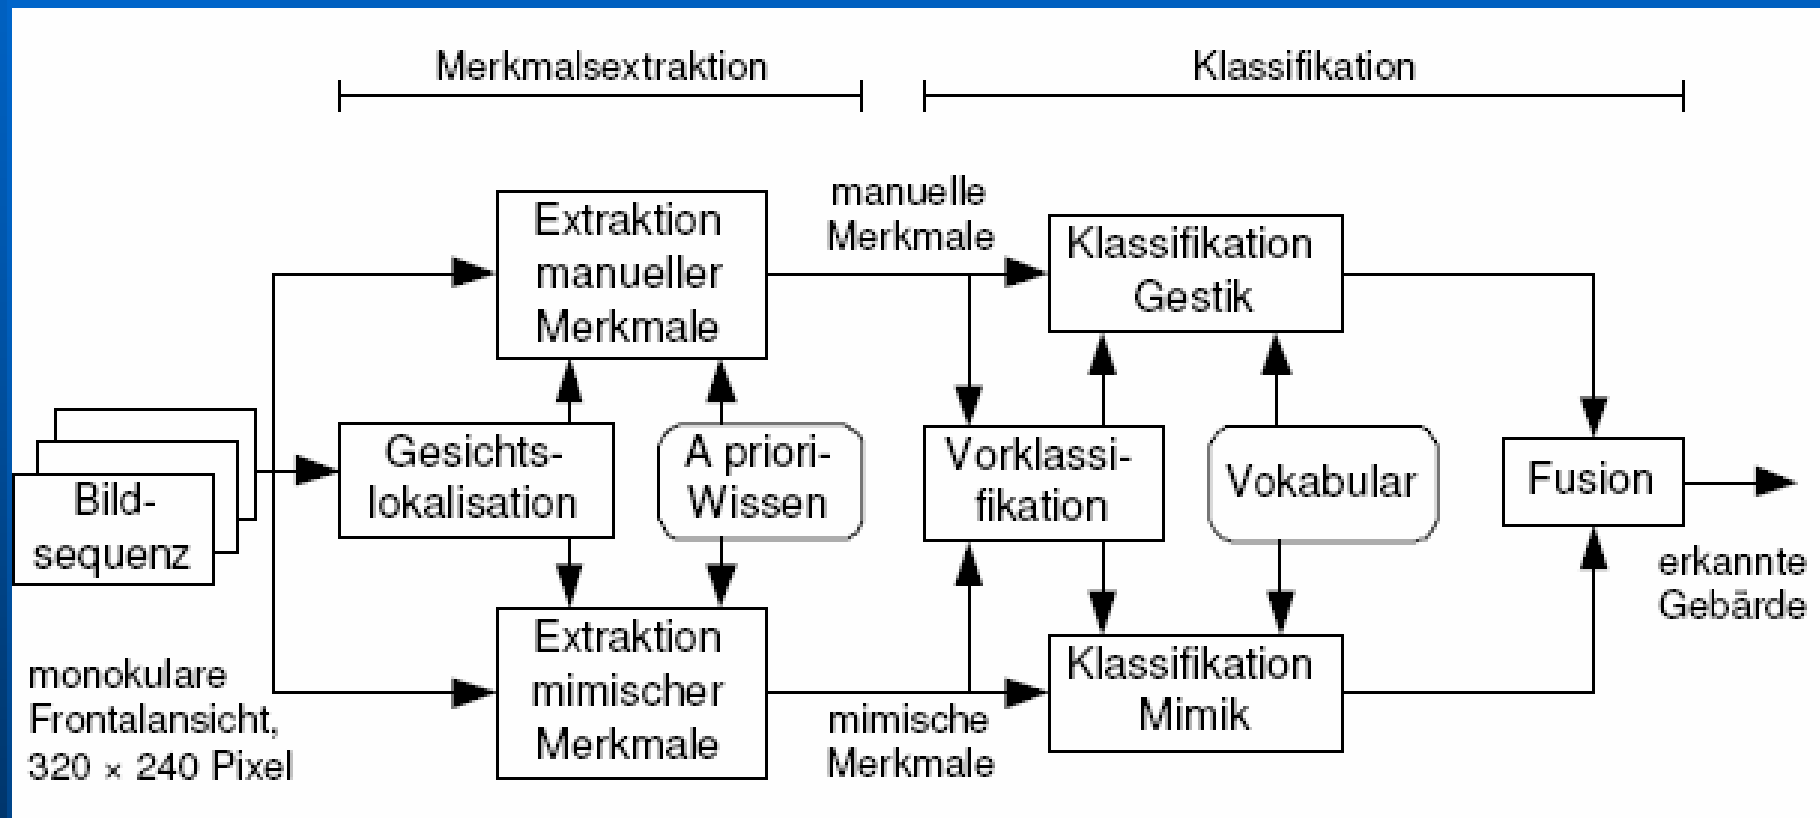 Merkmalsextraktion
Klassifikation
Extraktion
manueller
Merkmale
manuelle
Merkmale
Klassifikation
Gestik
Bild-
sequenz
Gesichts-
lokalisation
A priori-
Wissen
Vorklassi-
fikation
Vokabular
Fusion
erkannte
Gebärde
monokulare
Frontalansicht,
320 × 240 Pixel
Extraktion
mimischer
Merkmale
mimische
Merkmale
Klassifikation
Mimik